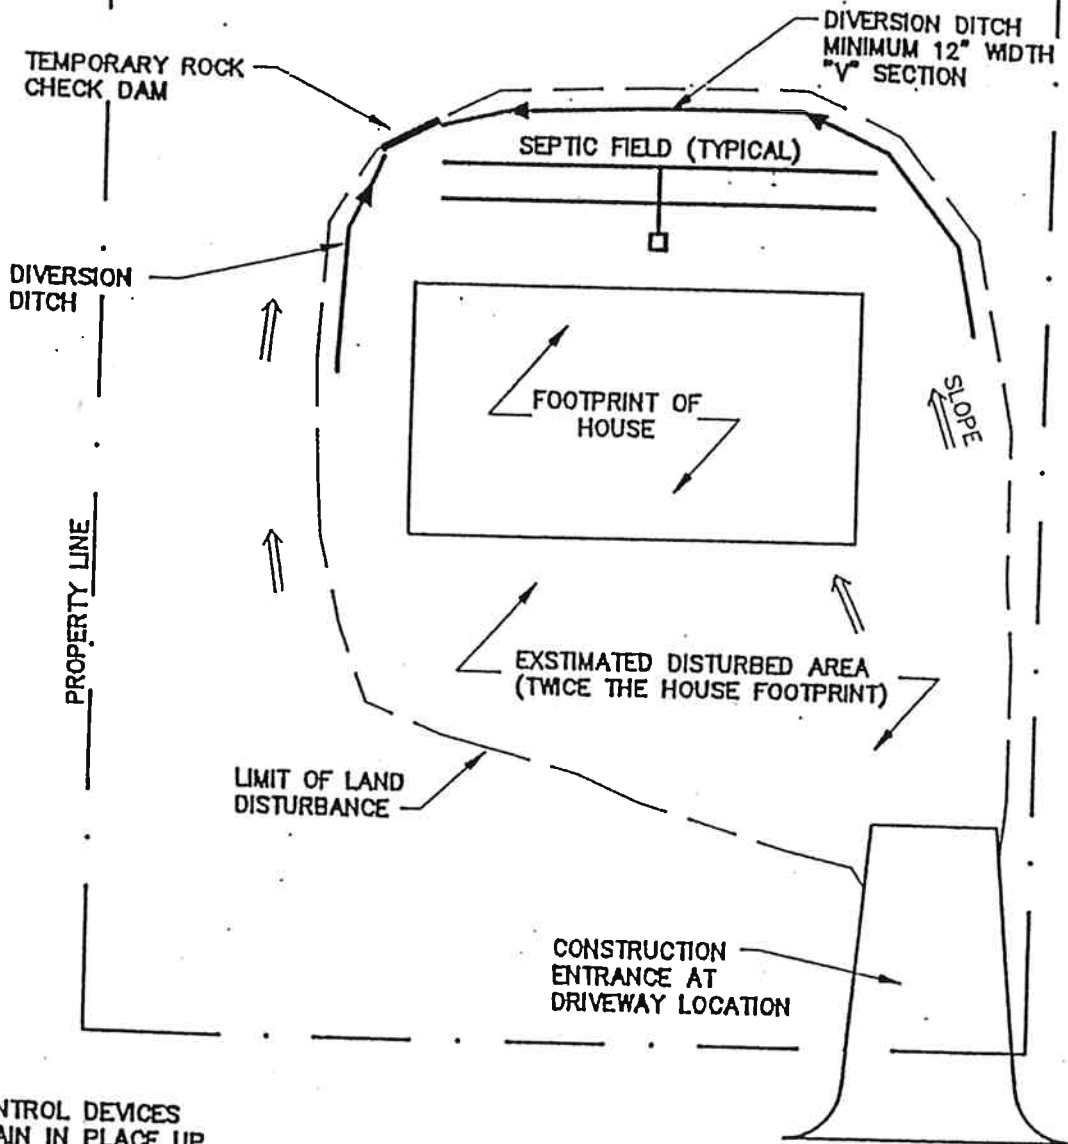 DIVERSION DITCH
MINIMUM 12" WIDTH
"V" SECTION
TEMPORARY ROCK
CHECK DAM
SEPTIC FIELD (TYPICAL)
DIVERSION
DITCH
FOOTPRINT OF
HOUSE
SLOPE
PROPERTY LINE
EXSTIMATED DISTURBED AREA
(TWICE THE HOUSE FOOTPRINT)
LIMIT OF LAND
DISTURBANCE
CONSTRUCTION
ENTRANCE AT
DRIVEWAY LOCATION
NTROL DEVICES
AIN IN PLACE UP